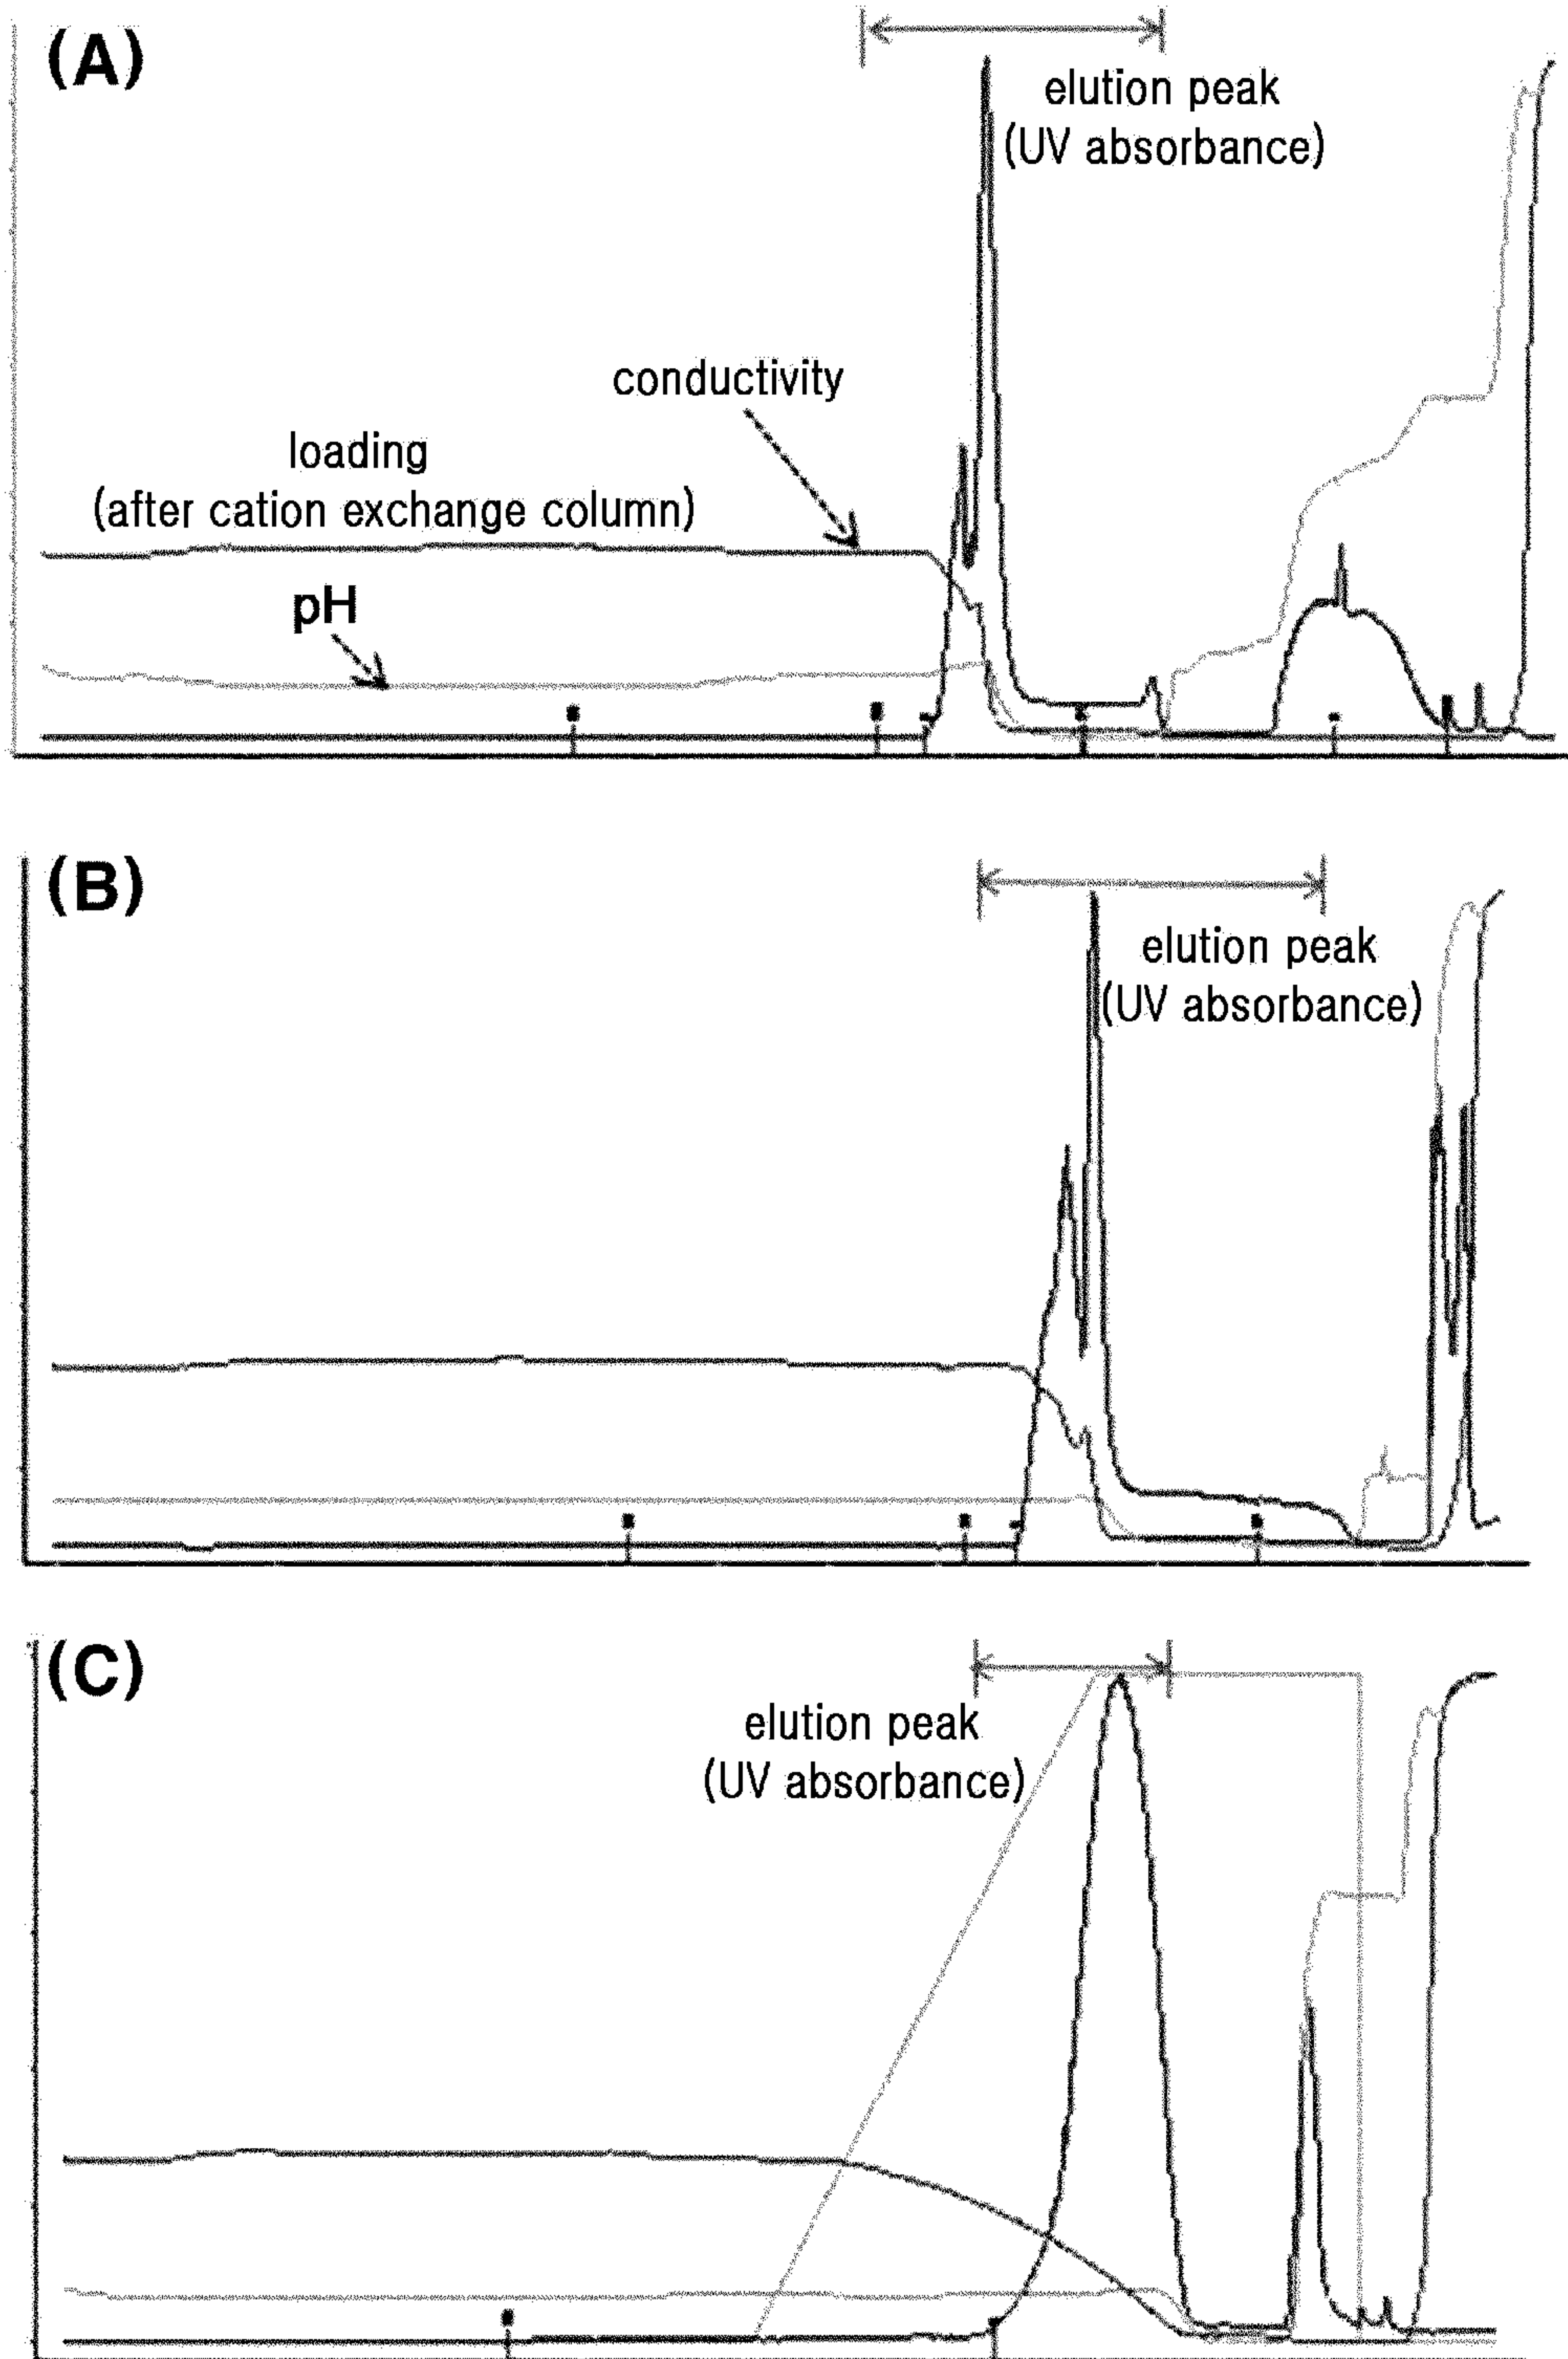 (A)
elution peak
(UV absorbance)
conductivity
loading
(after cation exchange column)
pH
(B)
elution peak
(UV absorbance)
(C)
elution peak
(UV absorbance)